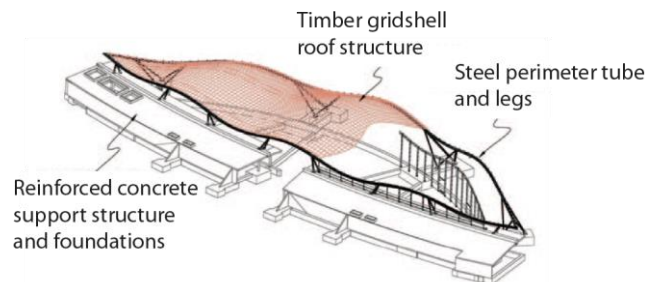 Timber gridshell
roof structure
Steel perimeter tube
and legs
Reinforced concrete
support structure
and foundations